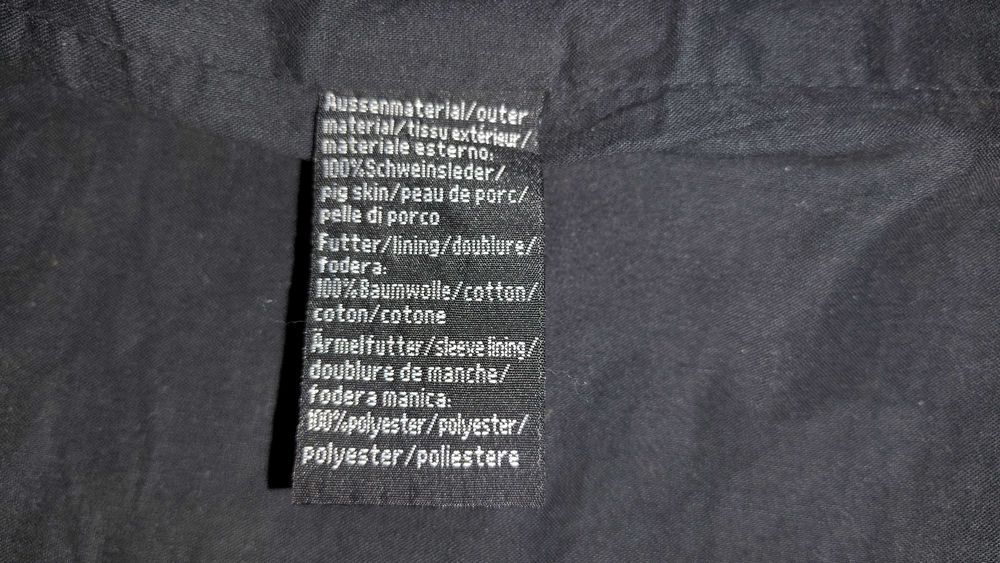 Aussenmaterial/outer
material/tissu extérieur/
materiale esterno:
100%Schweinsleder/
pig skin/peau de porc/
pelle di porco
Futter/lining/doublure/
fodera:
100%Baumwolle/cotton/
coton/cotone
Ärmelfutter/sleeve lining/
doublure de manche/
fodera manica:
100%polyester/polyester/
polyester/poliestere